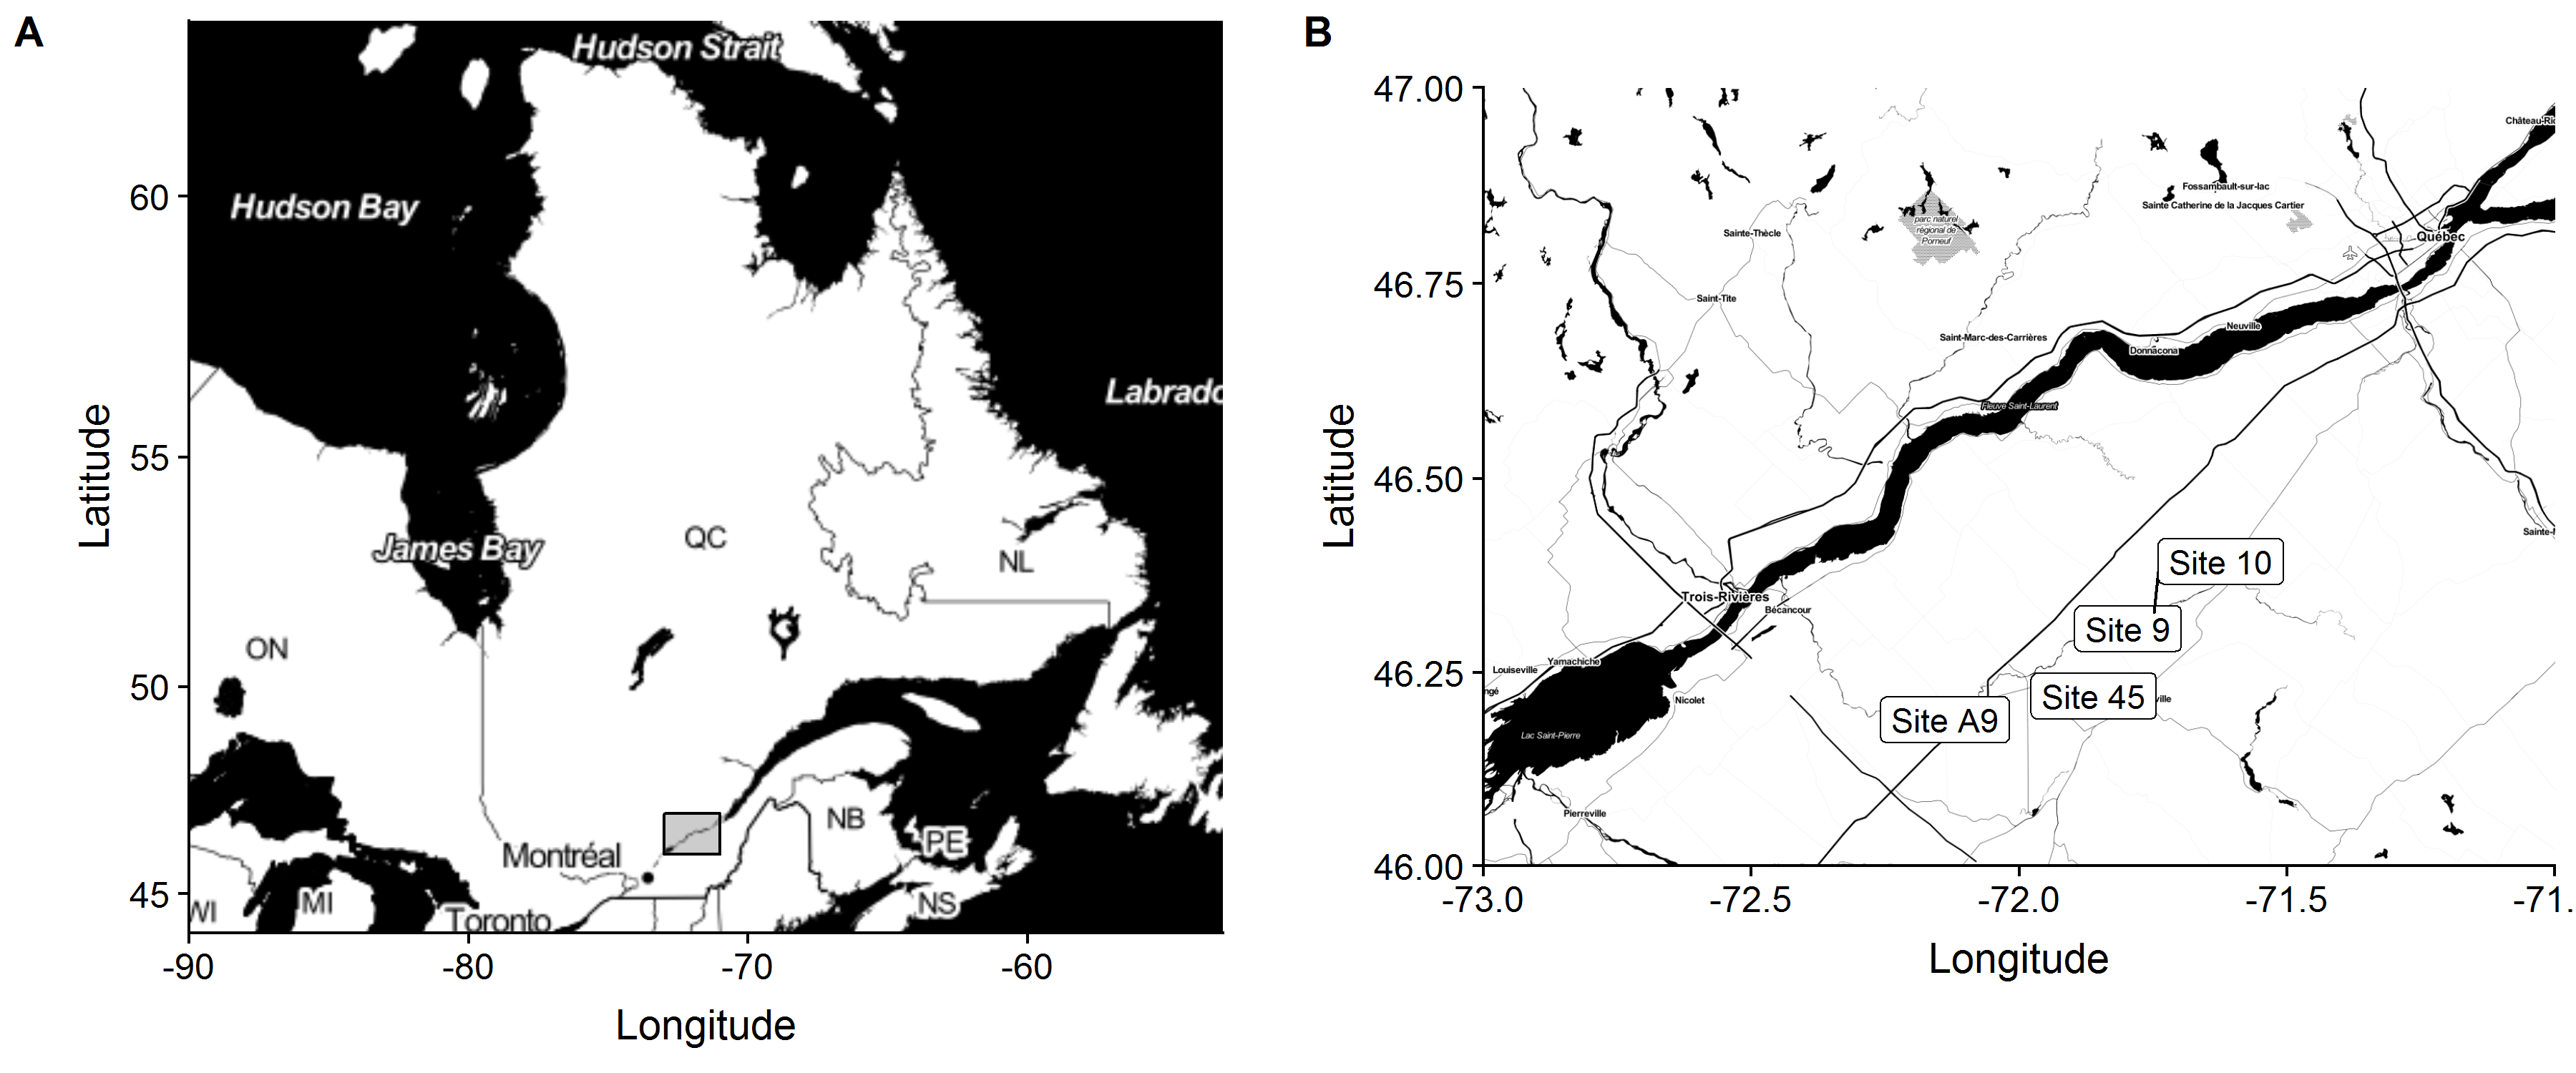 A
Hudson Strait
Hudson Bay
Labrado
James Bay
QC
NL
ON
NB
PE
NS
Montréal
WI
MI
Toronto
60
55
50
45
Latitude
-90
-80
-70
-60
Longitude
B
47.00
46.75
46.50
46.25
46.00
Latitude
Château-Ric
Fossambault-sur-lac
Sainte Catherine de la Jacques Cartier
Québec
parc naturel
régional de
Porneuf
Sainte-Thècle
Saint-Tite
Saint-Marc-des-Carrières
Neuville
Donnacona
Fleuve Saint-Laurent
Sainte-
Site 10
Trois-Rivières
Bécancour
Site 9
Louiseville
Yamachiche
ngé
Nicolet
Site 45
ville
Site A9
Lac Saint-Pierre
Pierreville
-73.0
-72.5
-72.0
-71.5
-71.
Longitude